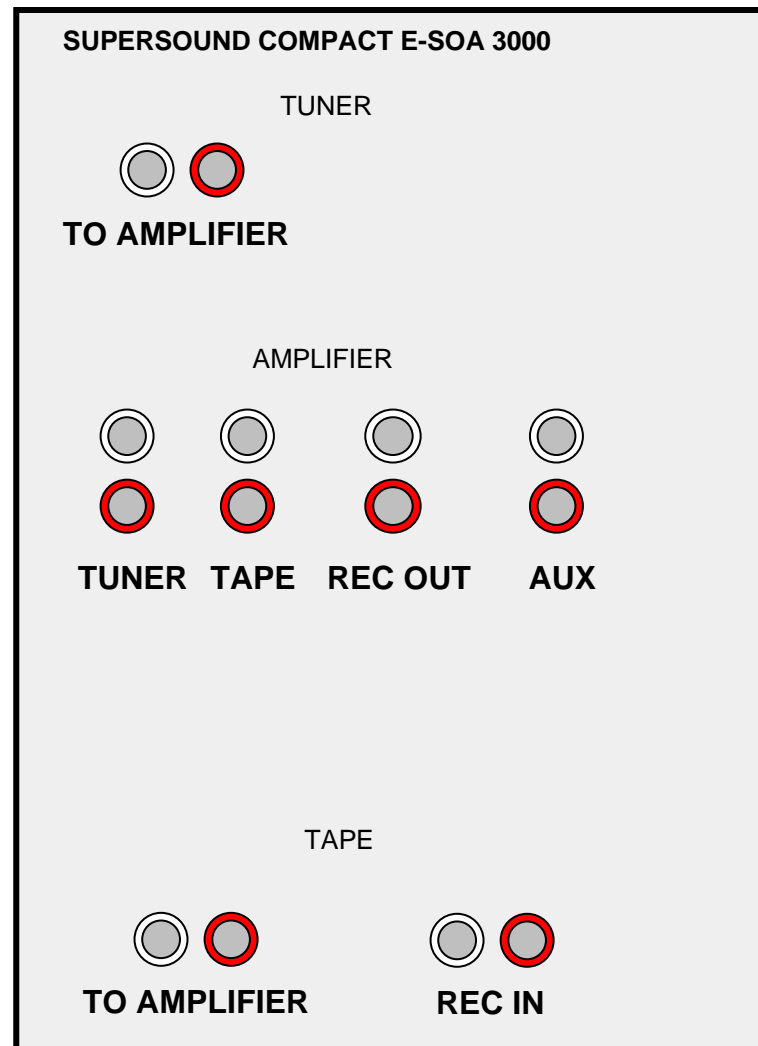 SUPERSOUND COMPACT E-SOA 3000
TUNER
TO AMPLIFIER
AMPLIFIER
TUNER TAPE REC OUT AUX
TAPE
TO AMPLIFIER REC IN